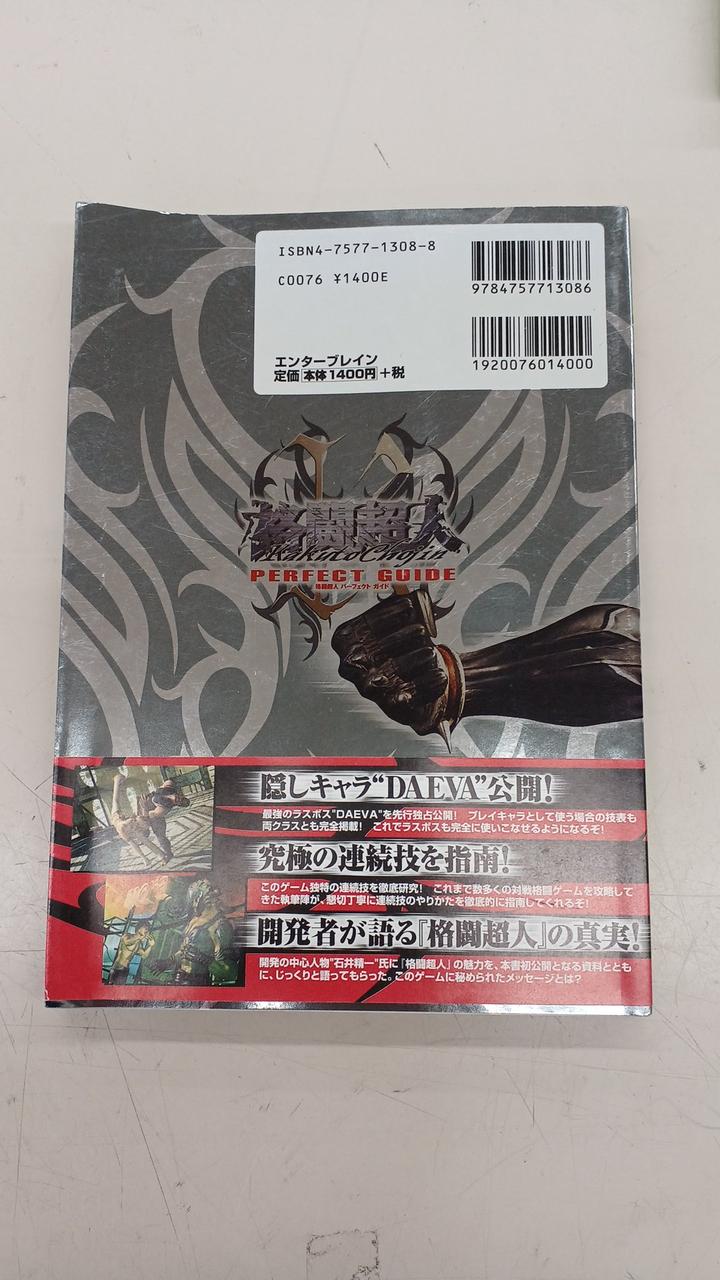 ISBN4-7577-1308-8
C0076 ¥1400E
9784757713086
1920076014000
エンターブレイン
定価 本体1400円 +税
格闘超人
Kakuto Chojin
PERFECT GUIDE
格闘超人 パーフェクト ガイド
隠しキャラ“DAEVA”公開!
最強のラスボス"DAEVA"を先行独占公開! プレイキャラとして使う場合の技表も
両クラスとも完全掲載! これでラスボスも完全に使いこなせるようになるぞ!
究極の連続技を指南!
このゲーム独特の連続技を徹底研究! これまで数多くの対戦格闘ゲームを攻略して
きた執筆陣が、懇切丁寧に連続技のやりかたを徹底的に指南してくれるぞ!
開発者が語る『格闘超人』の真実!
開発の中心人物"石井精一"氏に『格闘超人』の魅力を、本書初公開となる資料ととも
に、じっくりと語ってもらった。このゲームに秘められたメッセージとは?